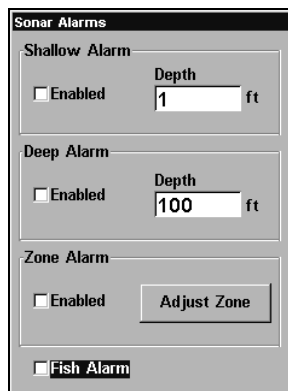 Sonar Alarms
Shallow Alarm
Depth
Enabled
1 ft
Deep Alarm
Depth
Enabled
100 ft
Zone Alarm
Enabled
Adjust Zone
Fish Alarm